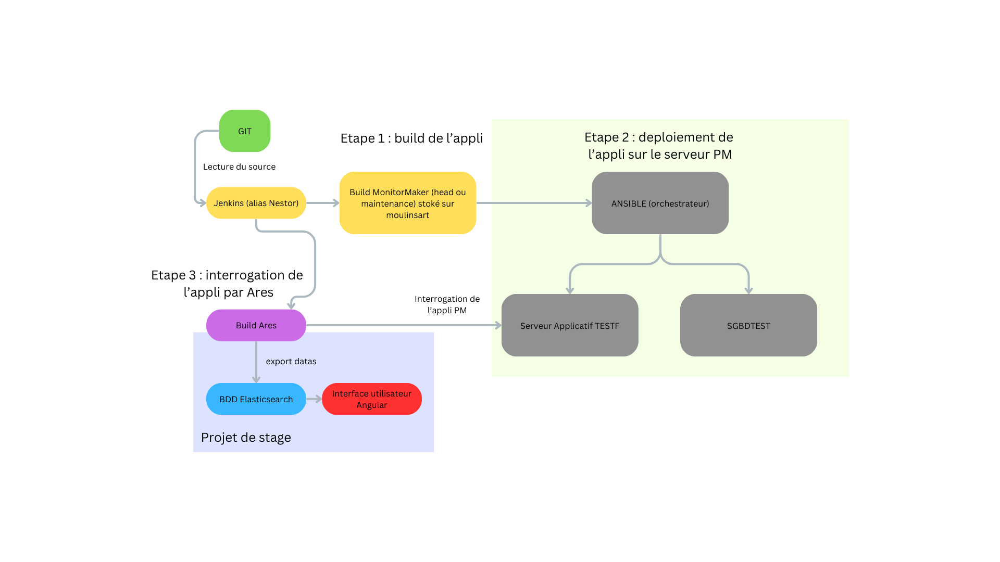 GIT
Lecture du source
Jenkins (alias Nestor)
Etape 1 : build de l’appli
Build MonitorMaker (head ou
maintenance) stoké sur
moulinsart
Etape 2 : deploiement de
l’appli sur le serveur PM
ANSIBLE (orchestrateur)
Serveur Applicatif TESTF
SGBDTEST
Etape 3 : interrogation de
l’appli par Ares
Interrogation de
l’appli PM
Build Ares
export datas
BDD Elasticsearch
Interface utilisateur
Angular
Projet de stage